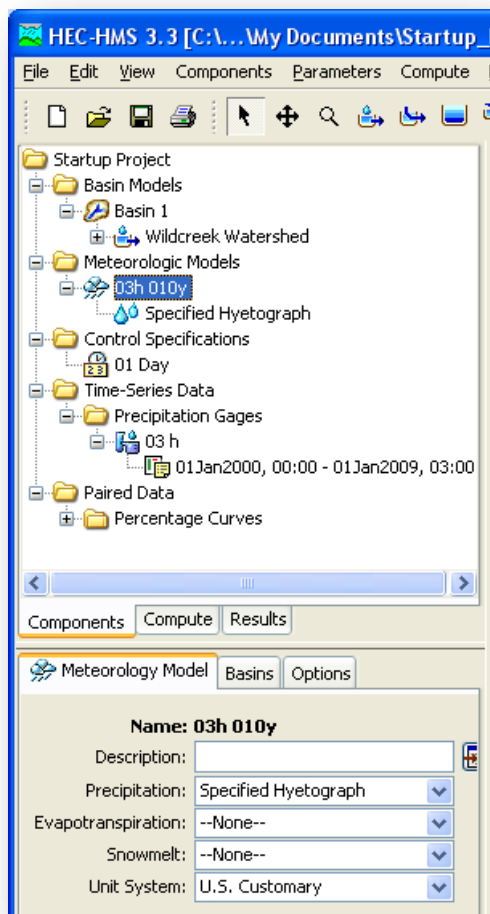 HEC-HMS 3.3 [C:\...\My Documents\Startup_
File Edit View Components Parameters Compute
Startup Project
Basin Models
Basin 1
Wildcreek Watershed
Meteorologic Models
03h 010y
Specified Hyetograph
Control Specifications
01 Day
Time-Series Data
Precipitation Gages
03 h
01Jan2000, 00:00 - 01Jan2009, 03:00
Paired Data
Percentage Curves
Components Compute Results
Meteorology Model Basins Options
Name: 03h 010y
Description:
Precipitation: Specified Hyetograph
Evapotranspiration: --None--
Snowmelt: --None--
Unit System: U.S. Customary